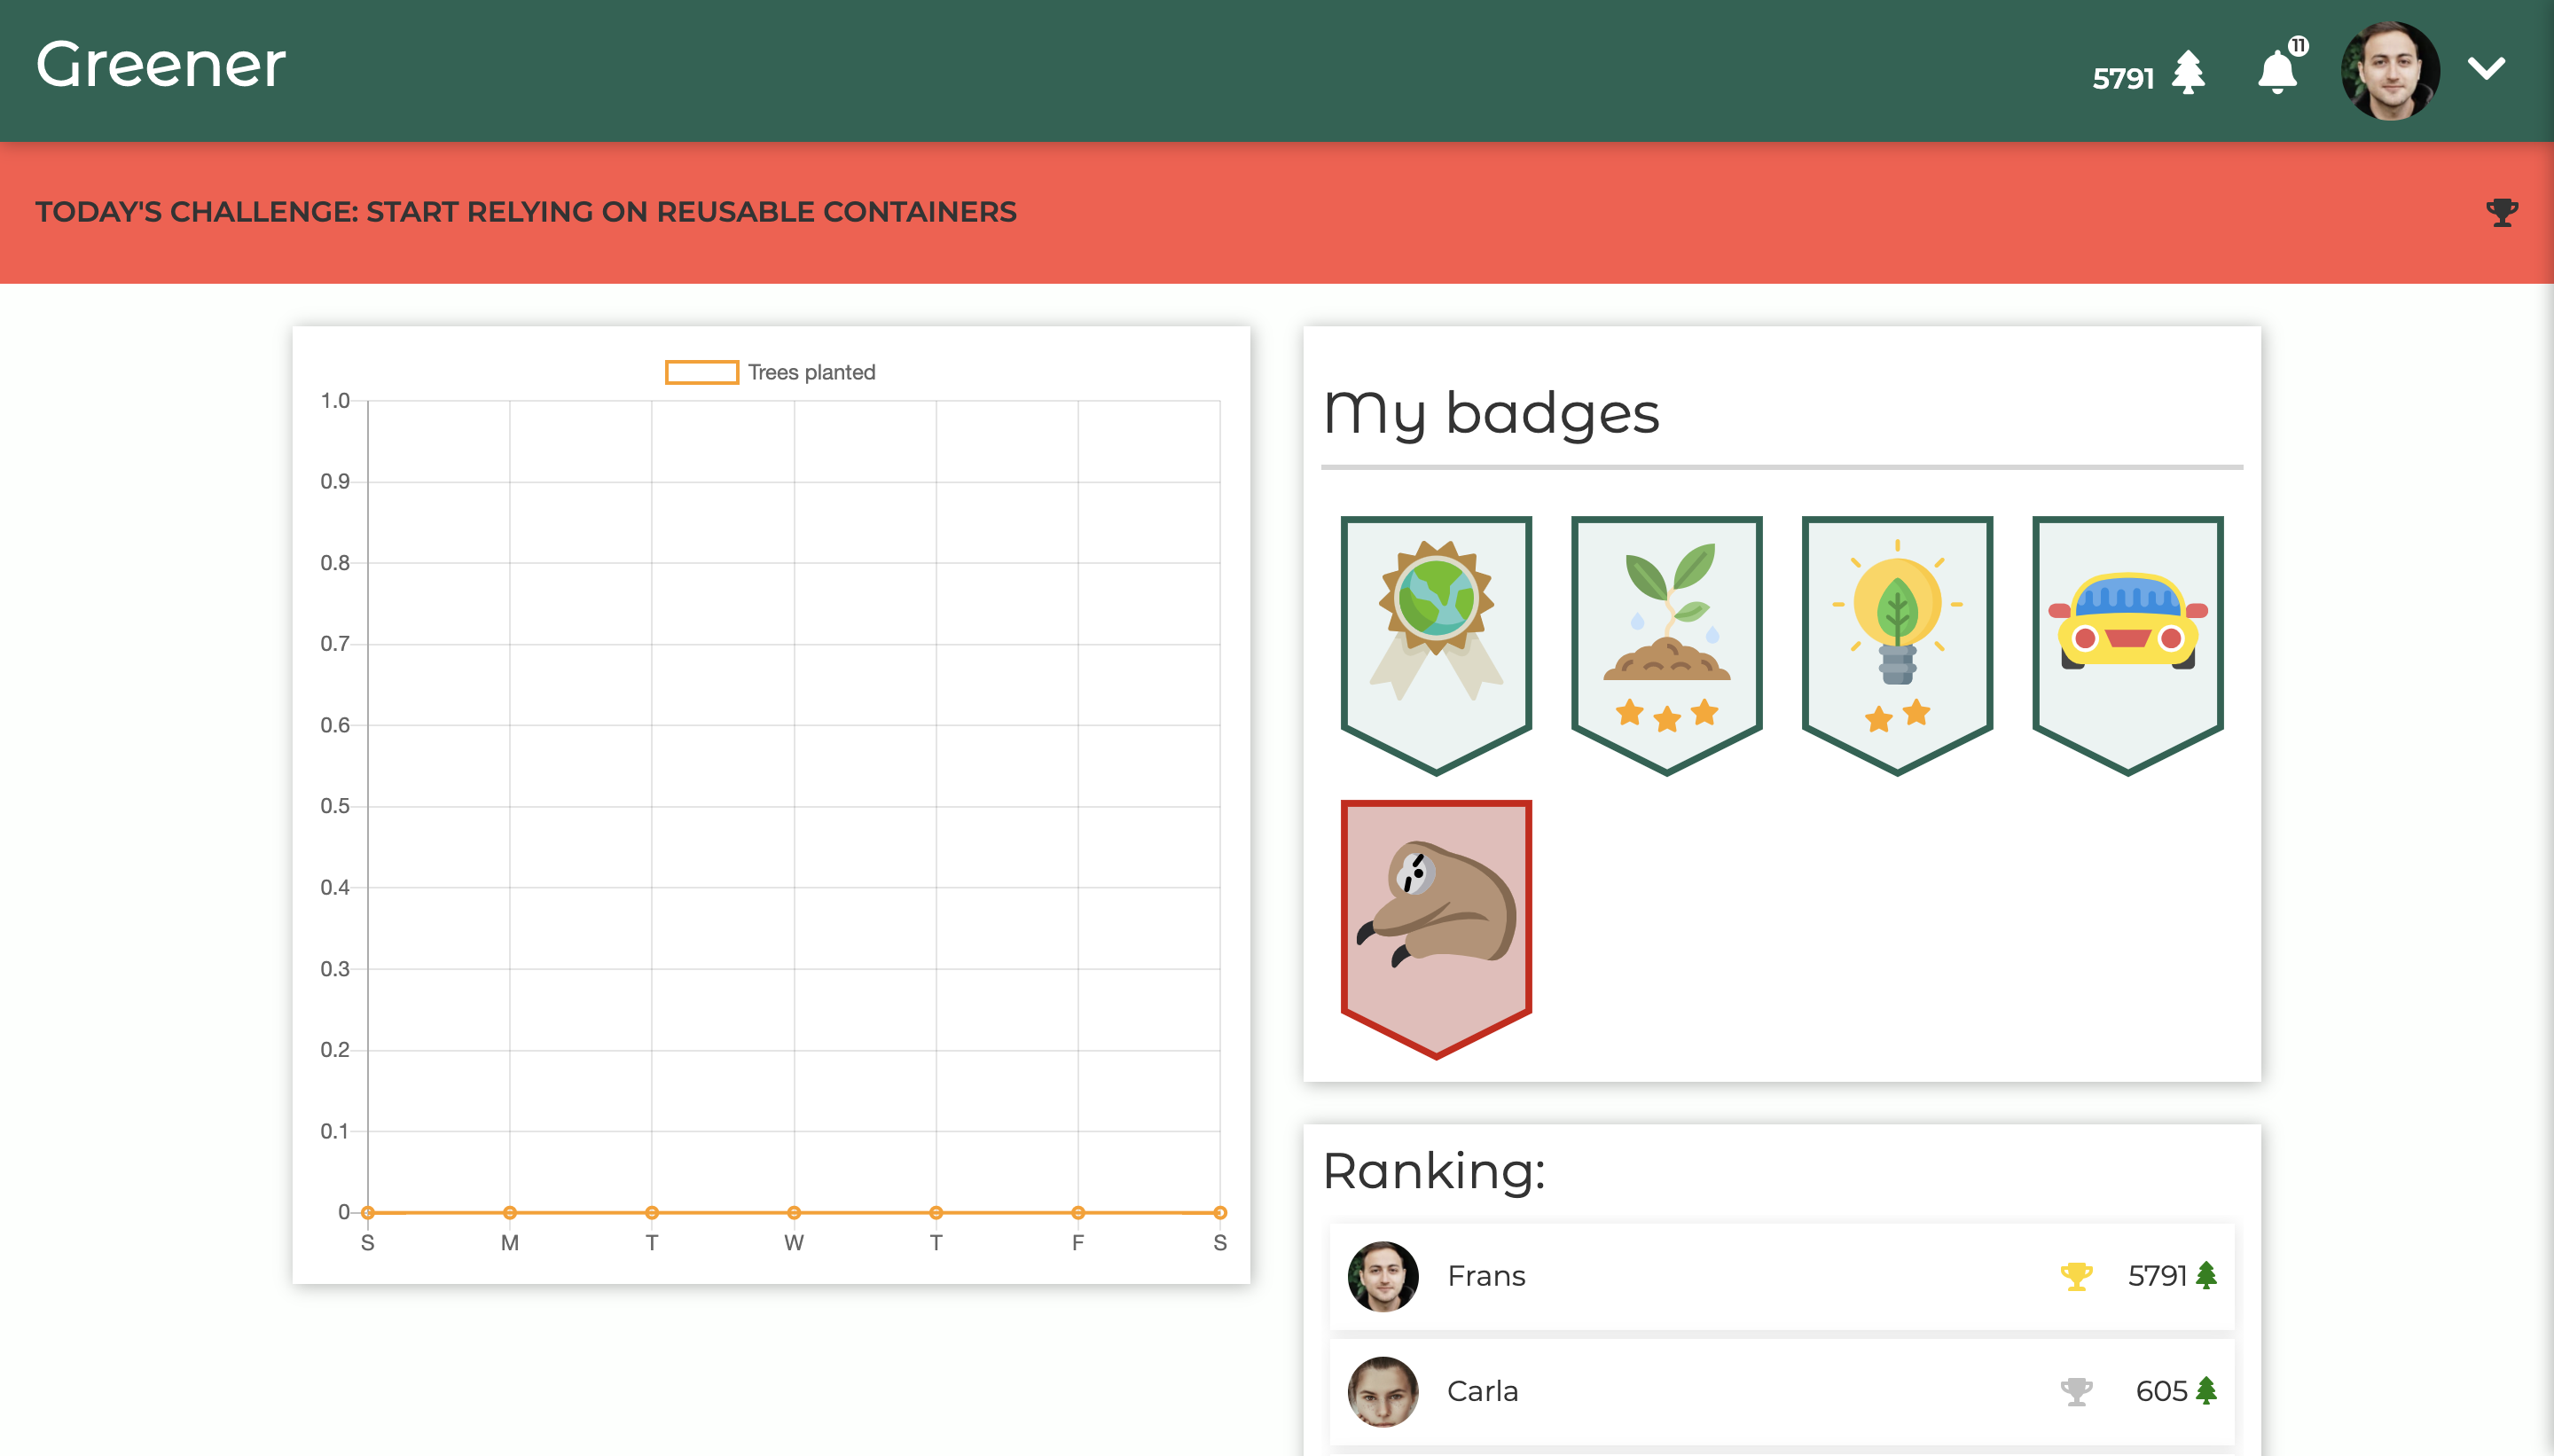 Greener
5791
11
TODAY'S CHALLENGE: START RELYING ON REUSABLE CONTAINERS
Trees planted
1.0
0.9
0.8
0.7
0.6
0.5
0.4
0.3
0.2
0.1
0
S M T W T F S
My badges
Ranking:
Frans 5791
Carla 605